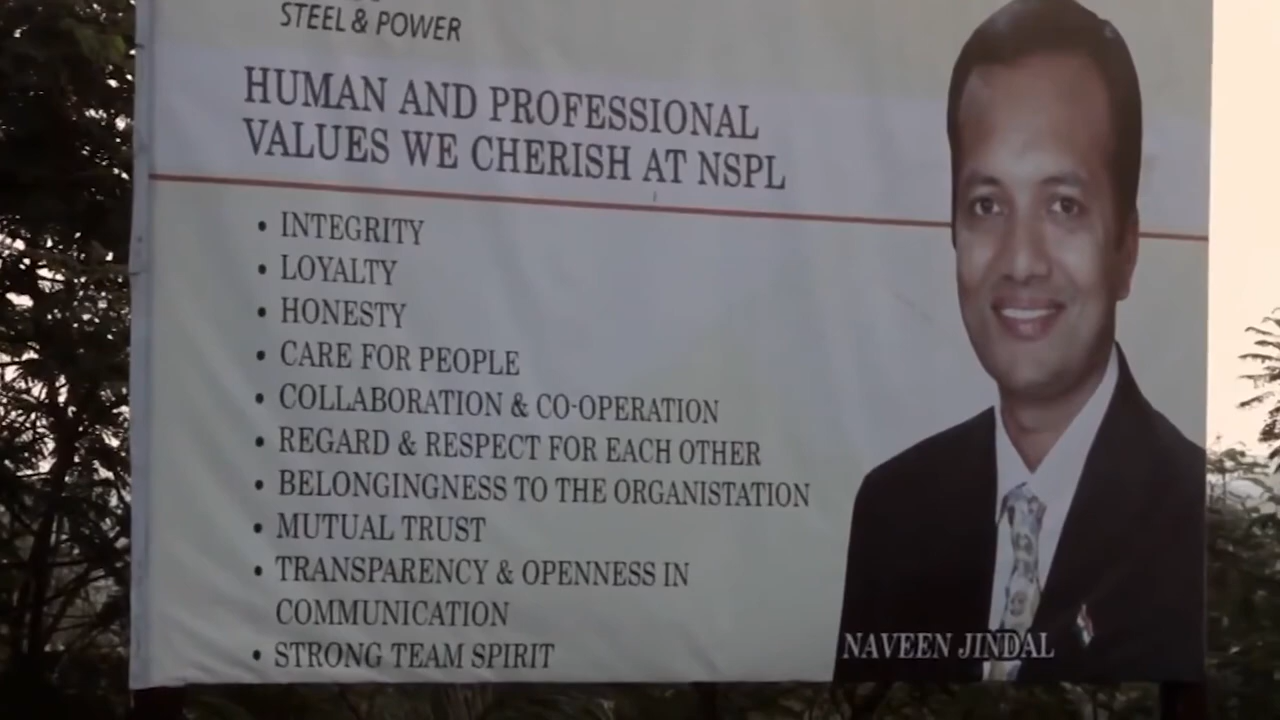 STEEL & POWER
HUMAN AND PROFESSIONAL
VALUES WE CHERISH AT NSPL
• INTEGRITY
• LOYALTY
• HONESTY
• CARE FOR PEOPLE
• COLLABORATION & CO-OPERATION
• REGARD & RESPECT FOR EACH OTHER
• BELONGINGNESS TO THE ORGANISTATION
• MUTUAL TRUST
• TRANSPARENCY & OPENNESS IN
COMMUNICATION
• STRONG TEAM SPIRIT
NAVEEN JINDAL